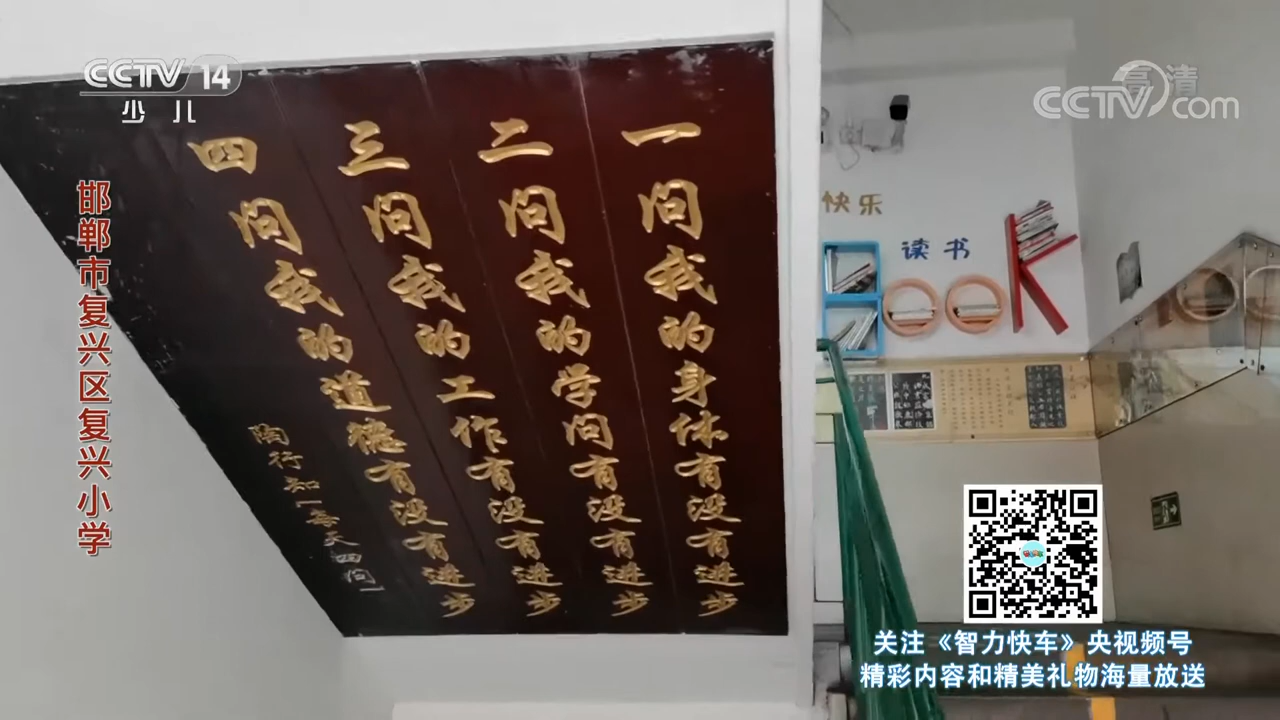 CCTV 14
少儿
高清
CCTV.com
邯郸市复兴区复兴小学
一问我的身体有没有进步
二问我的学问有没有进步
三问我的工作有没有进步
四问我的道德有没有进步
陶行知「每天四问」
快乐
读书
BOOK
关注《智力快车》央视频号
精彩内容和精美礼物海量放送